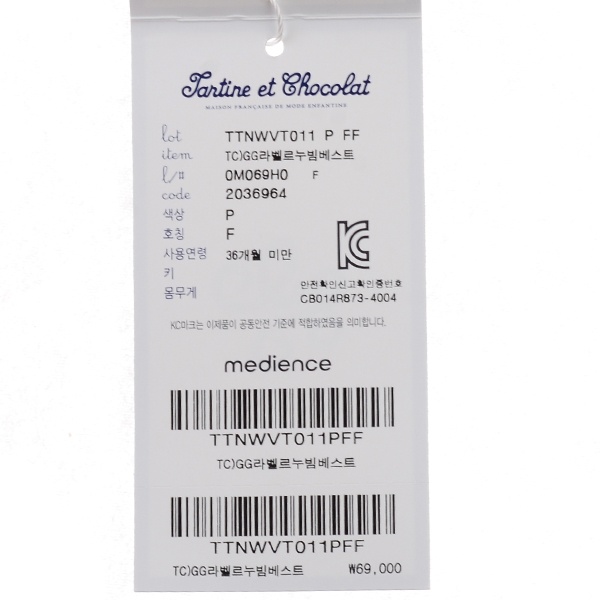 Tartine et Chocolat
MAISON FRANÇAISE DE MODE ENFANTINE
lot TTNWVT011 P FF
item TC)GG라벨르누빔베스트
l/# 0M069H0 F
code 2036964
색상 P
호칭 F
사용연령 36개월 미만
키
몸무게
안전확인신고확인증번호
CB014R873-4004
KC마크는 이제품이 공통안전 기준에 적합하였음을 의미합니다.
medience
TTNWVT011PFF
TC)GG라벨르누빔베스트
TTNWVT011PFF
TC)GG라벨르누빔베스트 ₩69,000